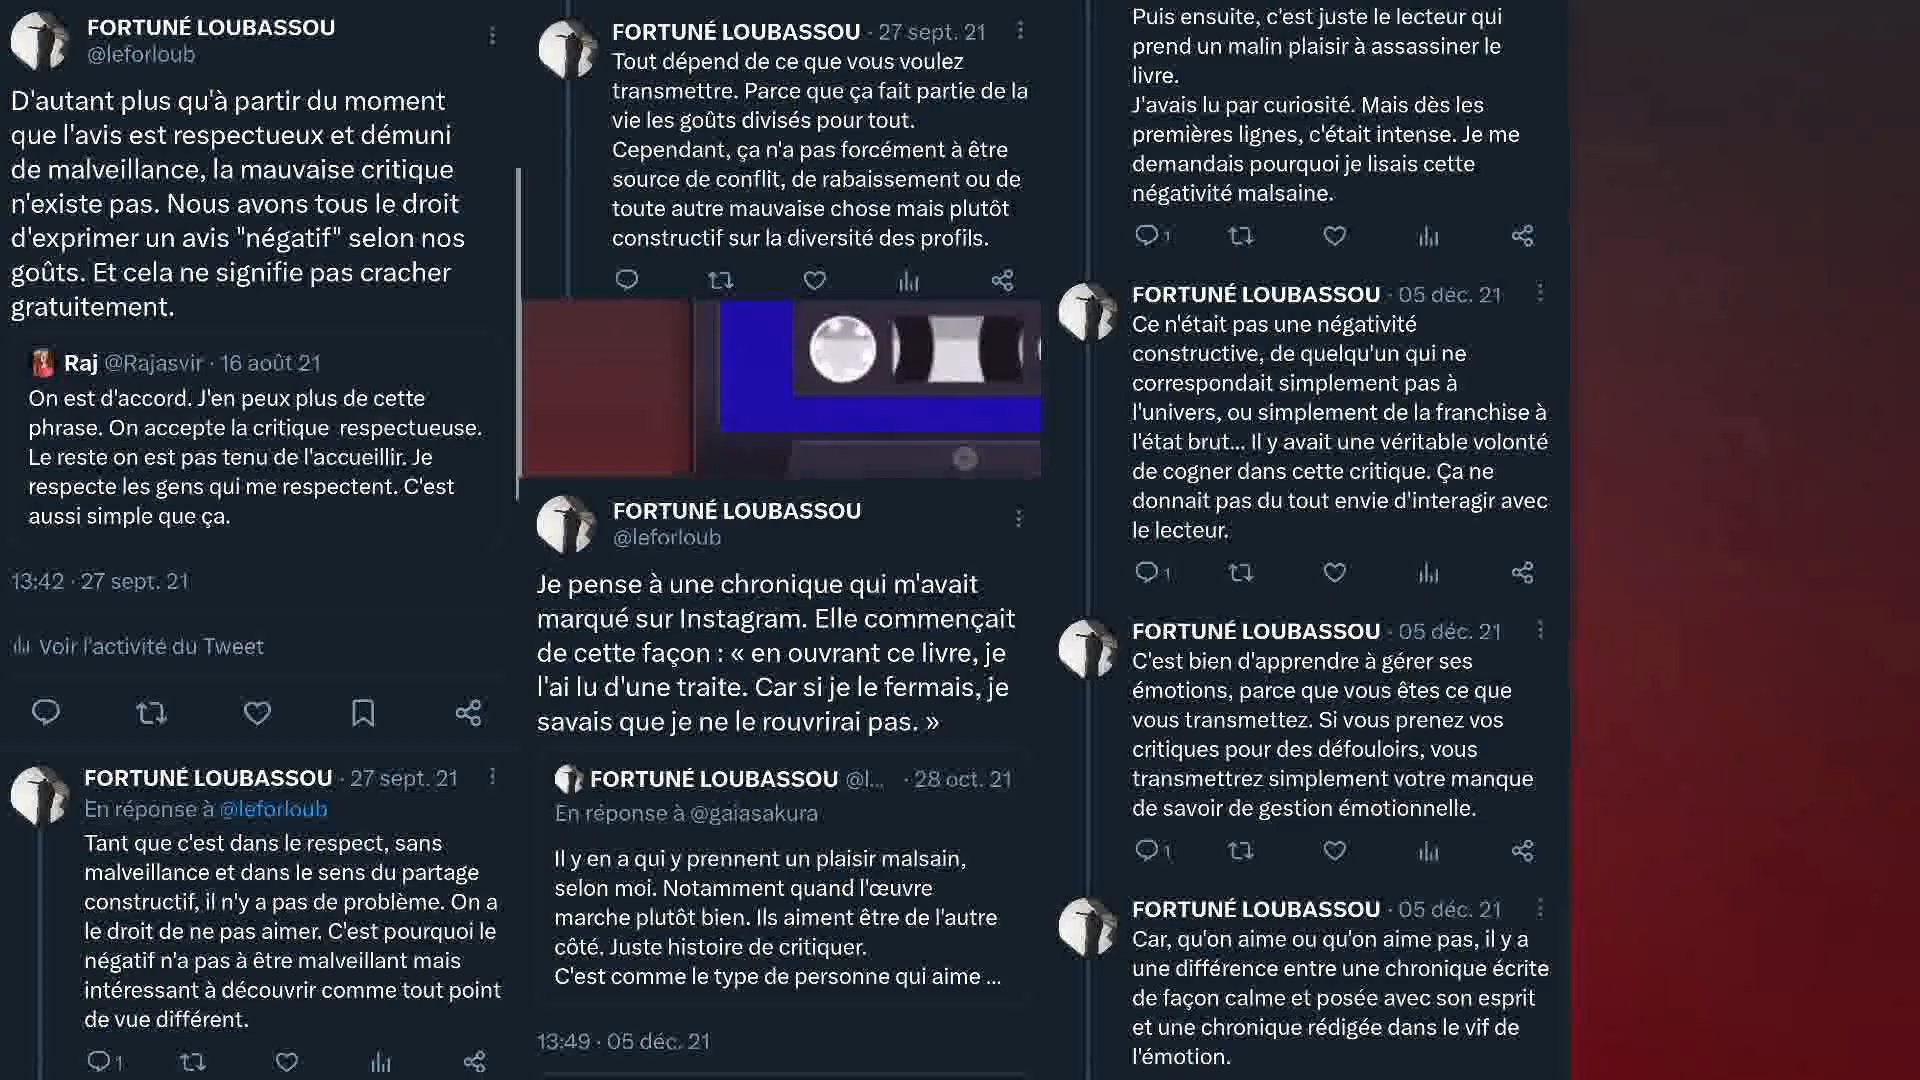 FORTUNÉ LOUBASSOU
@leforloub
D'autant plus qu'à partir du moment
que l'avis est respectueux et démuni
de malveillance, la mauvaise critique
n'existe pas. Nous avons tous le droit
d'exprimer un avis "négatif" selon nos
goûts. Et cela ne signifie pas cracher
gratuitement.
Raj @Rajasvir · 16 août 21
On est d'accord. J'en peux plus de cette
phrase. On accepte la critique respectueuse.
Le reste on est pas tenu de l'accueillir. Je
respecte les gens qui me respectent. C'est
aussi simple que ça.
13:42 · 27 sept. 21
Voir l'activité du Tweet
FORTUNÉ LOUBASSOU · 27 sept. 21
En réponse à @leforloub
Tant que c'est dans le respect, sans
malveillance et dans le sens du partage
constructif, il n'y a pas de problème. On a
le droit de ne pas aimer. C'est pourquoi le
négatif n'a pas à être malveillant mais
intéressant à découvrir comme tout point
de vue différent.
1
FORTUNÉ LOUBASSOU · 27 sept. 21
Tout dépend de ce que vous voulez
transmettre. Parce que ça fait partie de la
vie les goûts divisés pour tout.
Cependant, ça n'a pas forcément à être
source de conflit, de rabaissement ou de
toute autre mauvaise chose mais plutôt
constructif sur la diversité des profils.
FORTUNÉ LOUBASSOU
@leforloub
Je pense à une chronique qui m'avait
marqué sur Instagram. Elle commençait
de cette façon : « en ouvrant ce livre, je
l'ai lu d'une traite. Car si je le fermais, je
savais que je ne le rouvrirai pas. »
FORTUNÉ LOUBASSOU @l... · 28 oct. 21
En réponse à @gaiasakura
Il y en a qui y prennent un plaisir malsain,
selon moi. Notamment quand l'œuvre
marche plutôt bien. Ils aiment être de l'autre
côté. Juste histoire de critiquer.
C'est comme le type de personne qui aime ...
13:49 · 05 déc. 21
Puis ensuite, c'est juste le lecteur qui
prend un malin plaisir à assassiner le
livre.
J'avais lu par curiosité. Mais dès les
premières lignes, c'était intense. Je me
demandais pourquoi je lisais cette
négativité malsaine.
1
FORTUNÉ LOUBASSOU · 05 déc. 21
Ce n'était pas une négativité
constructive, de quelqu'un qui ne
correspondait simplement pas à
l'univers, ou simplement de la franchise à
l'état brut... Il y avait une véritable volonté
de cogner dans cette critique. Ça ne
donnait pas du tout envie d'interagir avec
le lecteur.
1
FORTUNÉ LOUBASSOU · 05 déc. 21
C'est bien d'apprendre à gérer ses
émotions, parce que vous êtes ce que
vous transmettez. Si vous prenez vos
critiques pour des défouloirs, vous
transmettrez simplement votre manque
de savoir de gestion émotionnelle.
1
FORTUNÉ LOUBASSOU · 05 déc. 21
Car, qu'on aime ou qu'on aime pas, il y a
une différence entre une chronique écrite
de façon calme et posée avec son esprit
et une chronique rédigée dans le vif de
l'émotion.